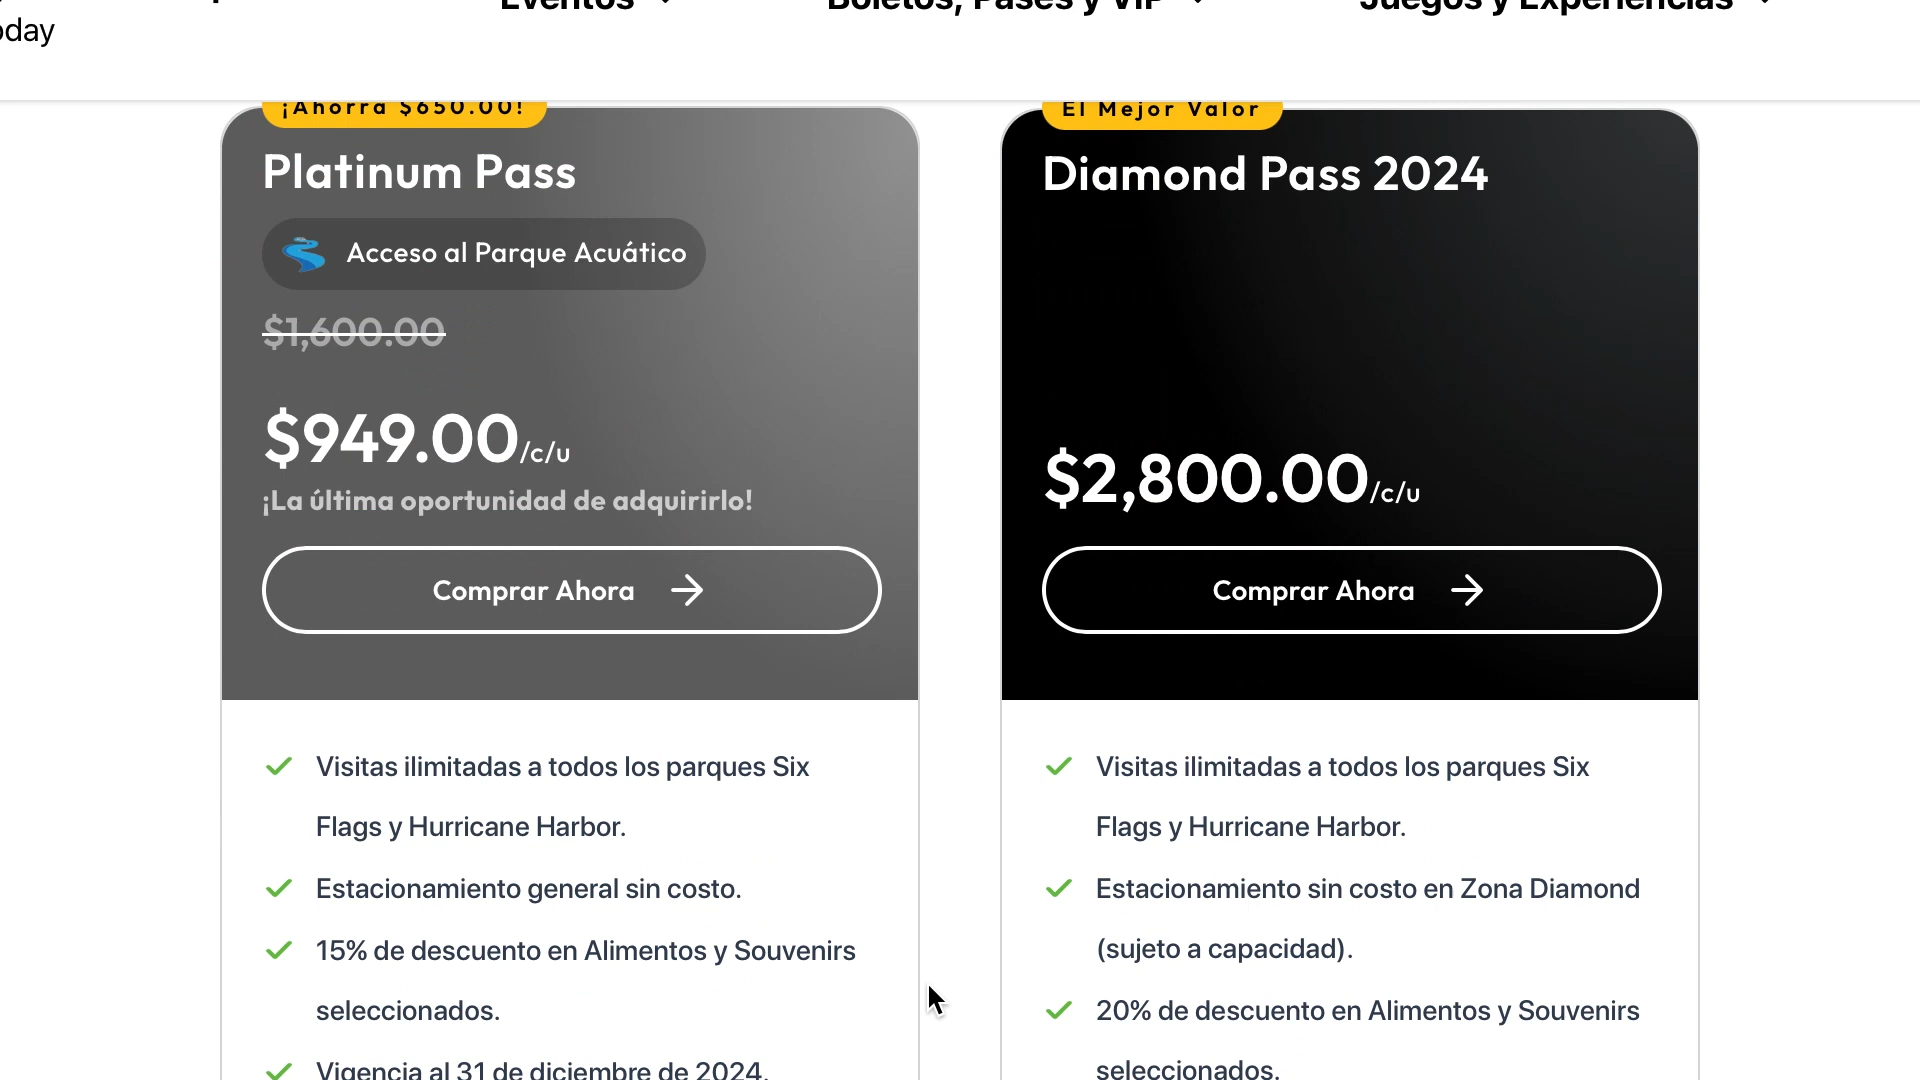 Eventos
Boletos, Pases y VIP
Juegos y Experiencias
oday
¡Ahorra $650.00!
Platinum Pass
Acceso al Parque Acuático
$1,600.00
$949.00/c/u
¡La última oportunidad de adquirirlo!
Comprar Ahora
Visitas ilimitadas a todos los parques Six
Flags y Hurricane Harbor.
Estacionamiento general sin costo.
15% de descuento en Alimentos y Souvenirs
seleccionados.
Vigencia al 31 de diciembre de 2024.
El Mejor Valor
Diamond Pass 2024
$2,800.00/c/u
Comprar Ahora
Visitas ilimitadas a todos los parques Six
Flags y Hurricane Harbor.
Estacionamiento sin costo en Zona Diamond
(sujeto a capacidad).
20% de descuento en Alimentos y Souvenirs
seleccionados.